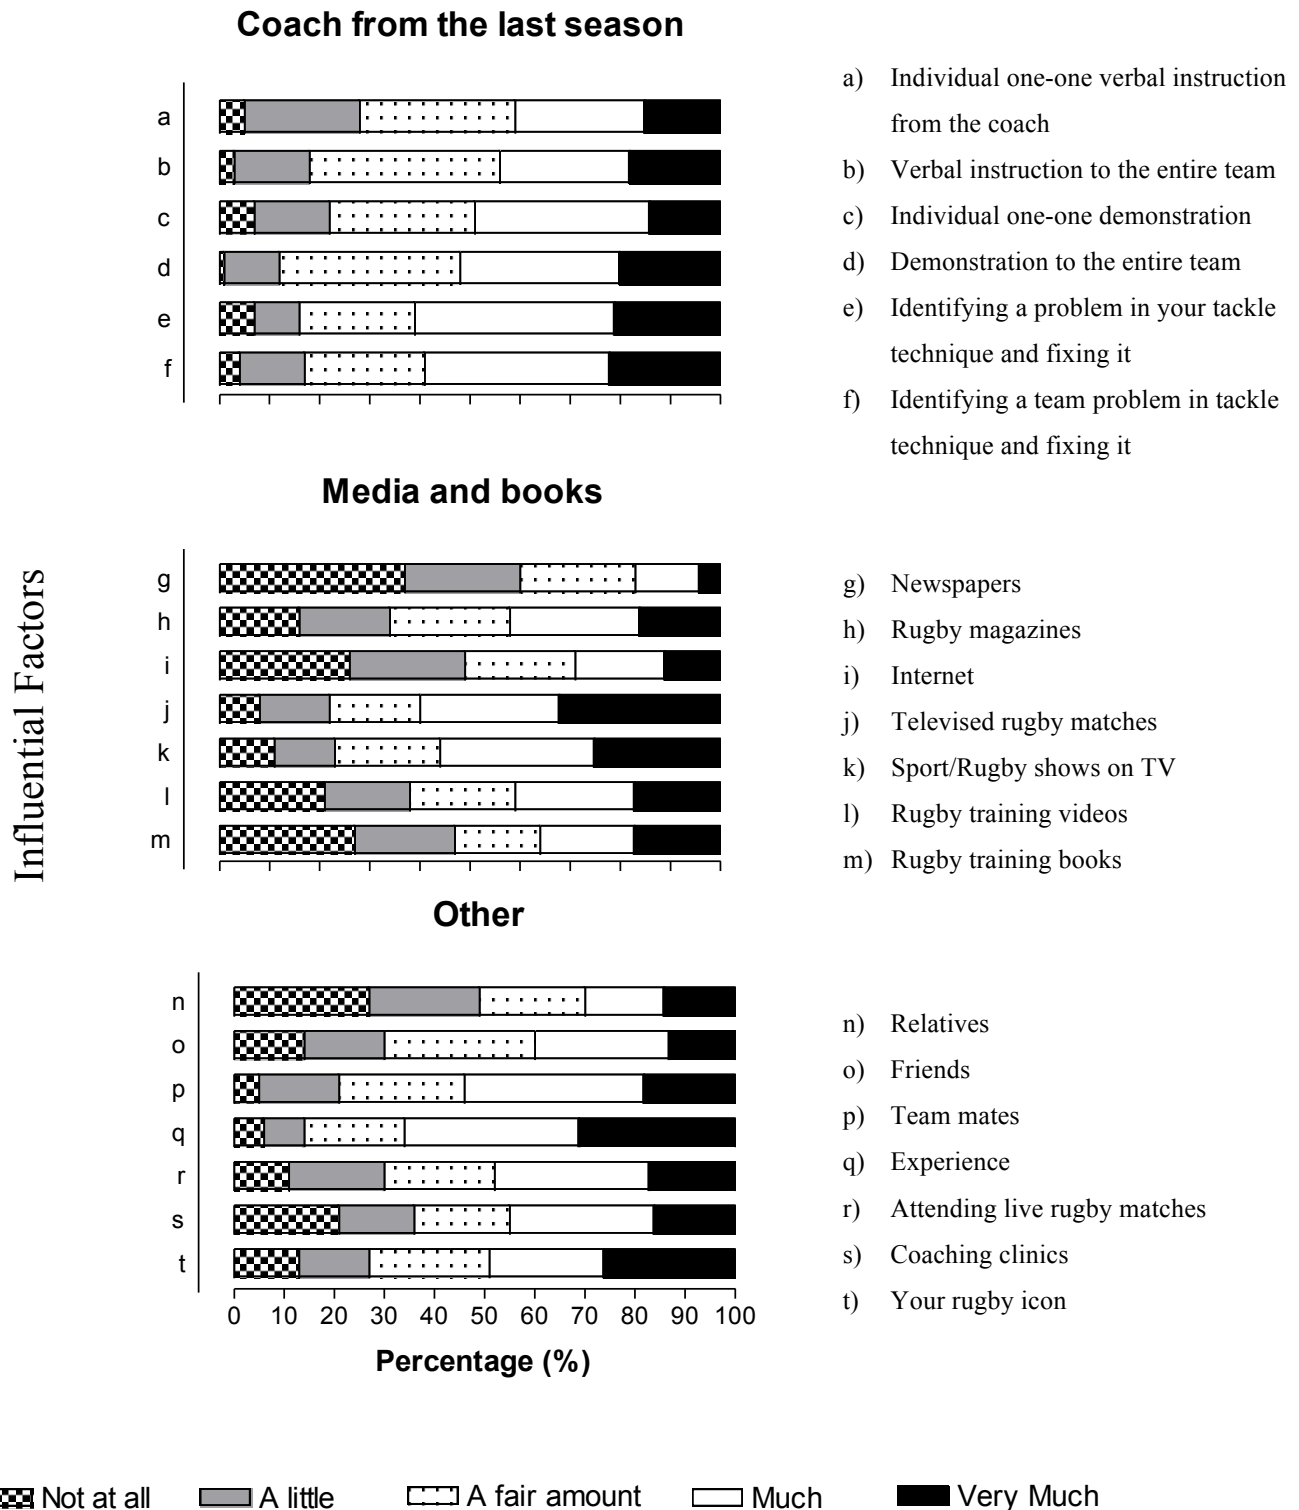 Coach from the last season
a
b
c
d
e
f
a) Individual one-one verbal instruction
from the coach
b) Verbal instruction to the entire team
c) Individual one-one demonstration
d) Demonstration to the entire team
e) Identifying a problem in your tackle
technique and fixing it
f) Identifying a team problem in tackle
technique and fixing it
Influential Factors
Media and books
g
h
i
j
k
l
m
g) Newspapers
h) Rugby magazines
i) Internet
j) Televised rugby matches
k) Sport/Rugby shows on TV
l) Rugby training videos
m) Rugby training books
Other
n
o
p
q
r
s
t
n) Relatives
o) Friends
p) Team mates
q) Experience
r) Attending live rugby matches
s) Coaching clinics
t) Your rugby icon
0 10 20 30 40 50 60 70 80 90 100
Percentage (%)
Not at all A little A fair amount Much Very Much